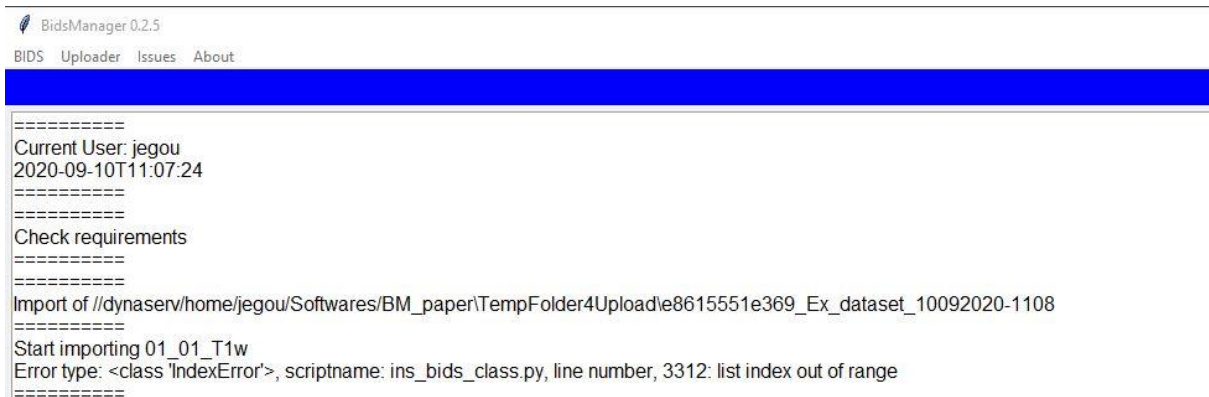 BidsManager 0.2.5
BIDS Uploader Issues About
==========
Current User: jegou
2020-09-10T11:07:24
==========
==========
Check requirements
==========
==========
Import of //dynaserv/home/jegou/Softwares/BM_paper\TempFolder4Upload\e8615551e369_Ex_dataset_10092020-1108
==========
Start importing 01_01_T1w
Error type: <class 'IndexError'>, scriptname: ins_bids_class.py, line number, 3312: list index out of range
==========